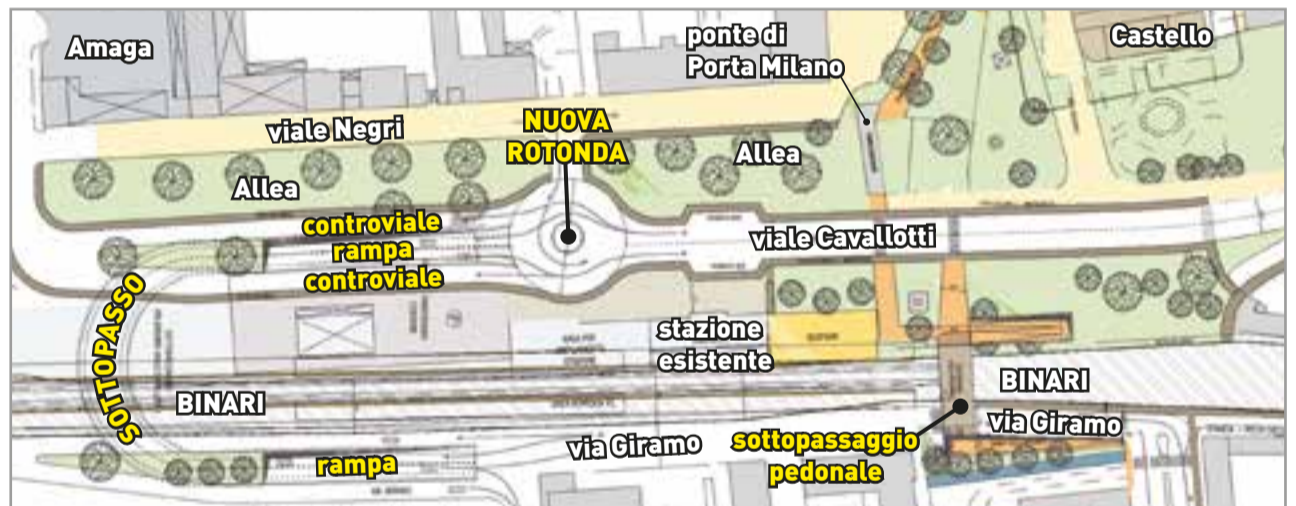 Amaga
ponte di
Porta Milano
Castello
viale Negri
NUOVA
ROTONDA
Allea
Allea
controviale
rampa
controviale
viale Cavallotti
SOTTOPASSO
stazione
esistente
BINARI
BINARI
via Giramo
via Giramo
sottopassaggio
pedonale
rampa